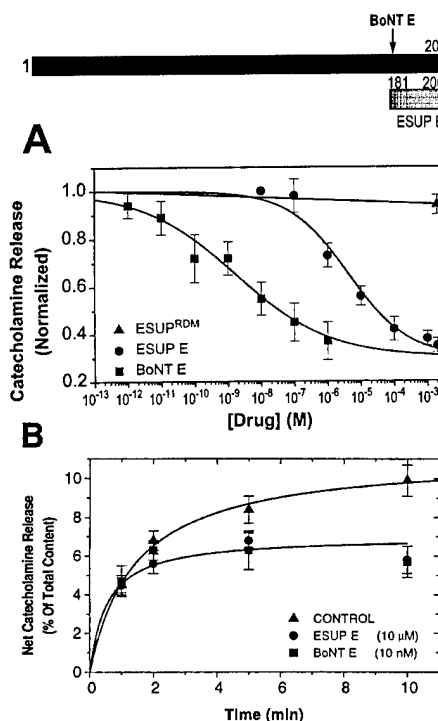 BoNT E
1
20
181
200
ESUP E
A
Catecholamine Release
(Normalized)
1.0
0.8
0.6
0.4
0.2
ESUP^RDM
ESUP E
BoNT E
10^-13 10^-12 10^-11 10^-10 10^-9 10^-8 10^-7 10^-6 10^-5 10^-4 10^-3
[Drug] (M)
B
Net Catecholamine Release
(% Of Total Content)
10
8
6
4
2
0
CONTROL
ESUP E (10 μM)
BoNT E (10 nM)
0 2 4 6 8 10
Time (min)